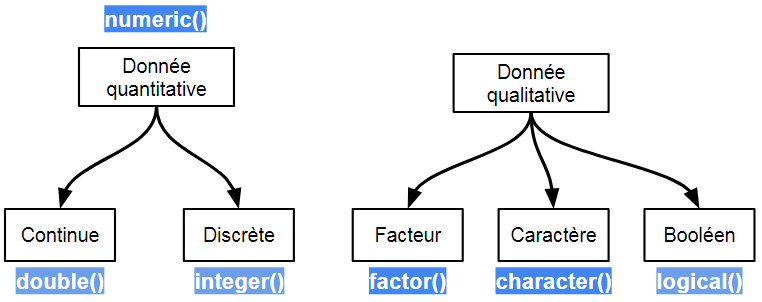 numeric()
Donnée
quantitative
Donnée
qualitative
Continue
Discrète
Facteur
Caractère
Booléen
double()
integer()
factor()
character()
logical()